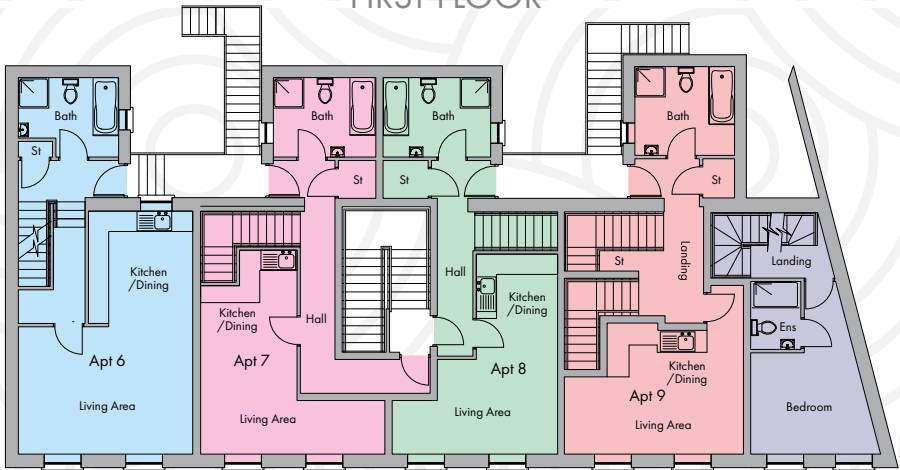 FIRST FLOOR
Bath
St
Kitchen
/Dining
Apt 6
Living Area
Bath
St
Kitchen
/Dining
Hall
Apt 7
Living Area
Bath
St
Hall
Kitchen
/Dining
Apt 8
Living Area
Bath
St
St
Landing
Kitchen
/Dining
Apt 9
Living Area
Landing
Ens
Bedroom